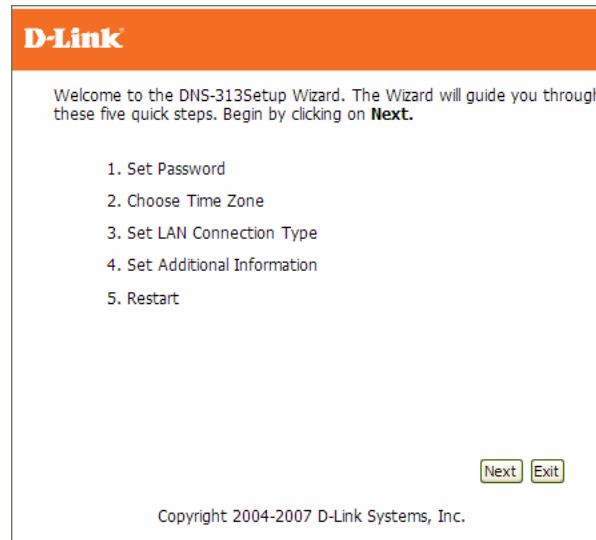 D-Link
Welcome to the DNS-313Setup Wizard. The Wizard will guide you through
these five quick steps. Begin by clicking on Next.
1. Set Password
2. Choose Time Zone
3. Set LAN Connection Type
4. Set Additional Information
5. Restart
Next Exit
Copyright 2004-2007 D-Link Systems, Inc.